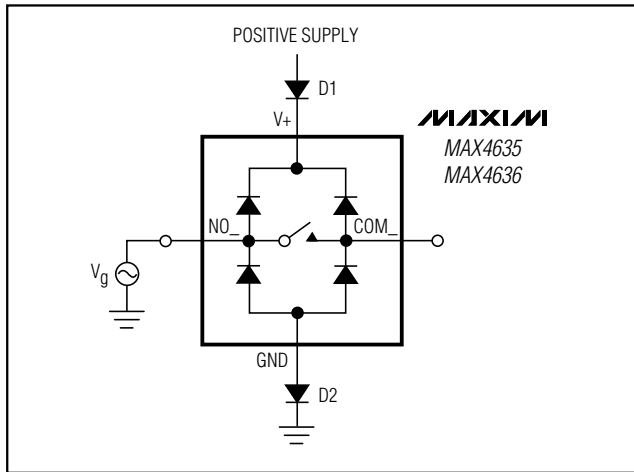 POSITIVE SUPPLY
D1
V+
MAXIM
MAX4635
MAX4636
NO_
COM_
Vg
GND
D2